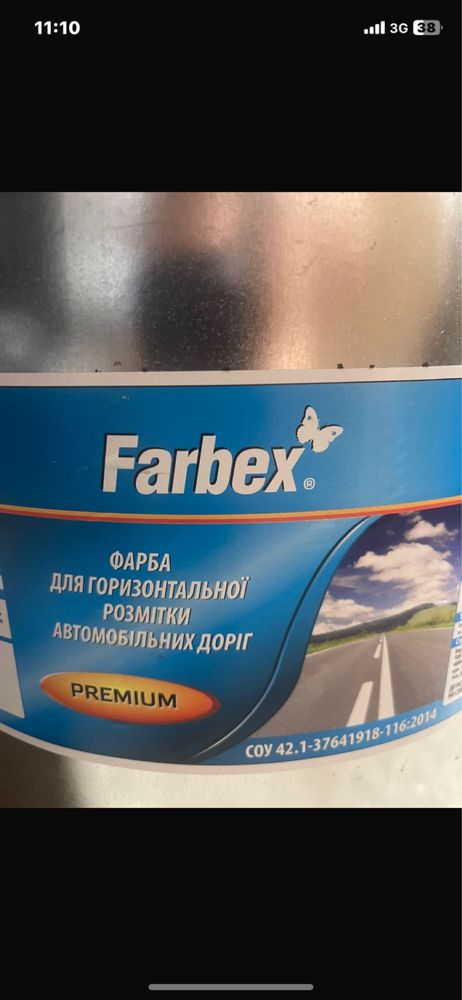 11:10
3G 38
Farbex®
ФАРБА
ДЛЯ ГОРИЗОНТАЛЬНОЇ
РОЗМІТКИ
АВТОМОБІЛЬНИХ ДОРІГ
PREMIUM
СОУ 42.1-37641918-116:2014